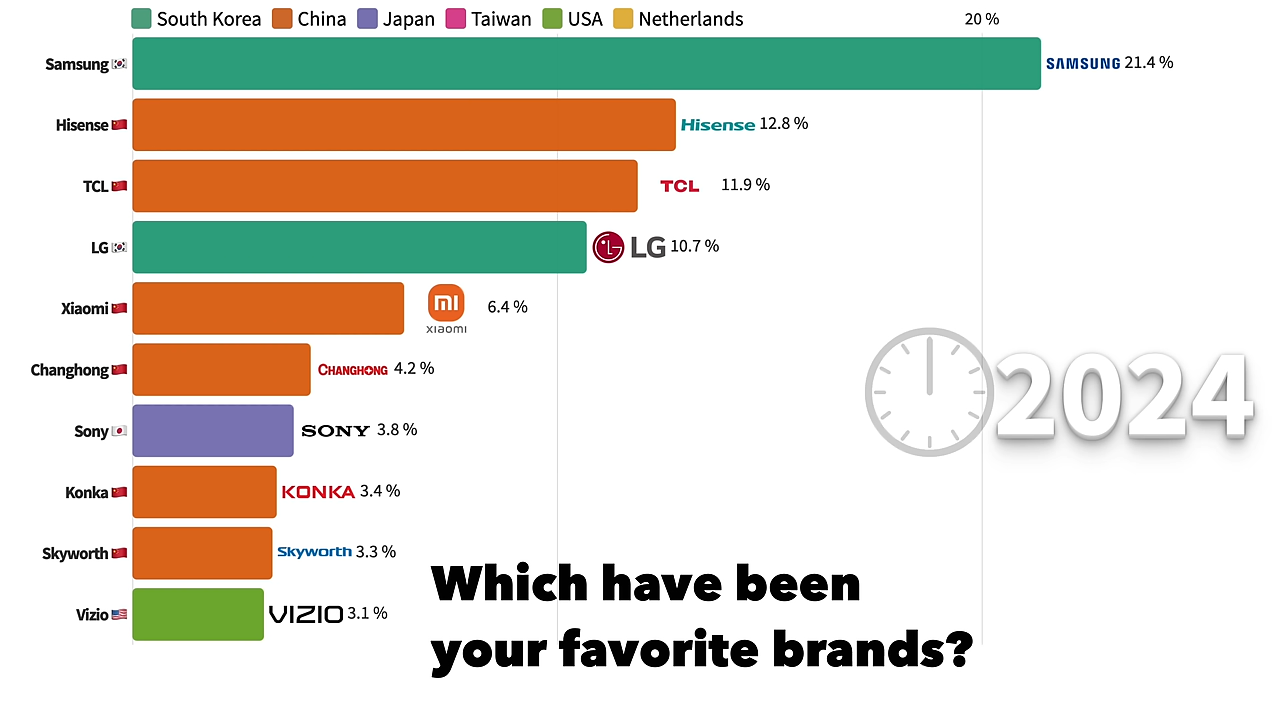 South Korea China Japan Taiwan USA Netherlands
20 %
Samsung SAMSUNG 21.4 %
Hisense Hisense 12.8 %
TCL TCL 11.9 %
LG LG 10.7 %
Xiaomi mi xiaomi 6.4 %
Changhong CHANGHONG 4.2 %
Sony SONY 3.8 %
Konka KONKA 3.4 %
Skyworth Skyworth 3.3 %
Vizio VIZIO 3.1 %
2024
Which have been
your favorite brands?